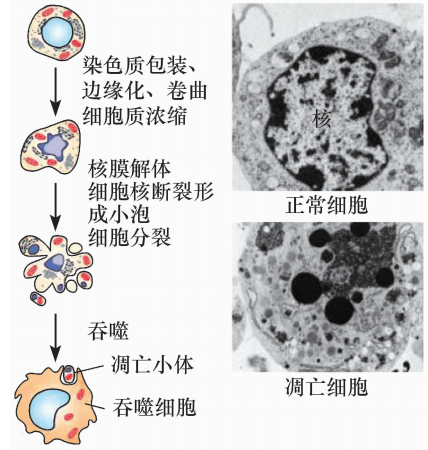 染色质包装、
边缘化、卷曲
细胞质浓缩
核膜解体
细胞核断裂形
成小泡
细胞分裂
吞噬
凋亡小体
吞噬细胞
核
正常细胞
凋亡细胞